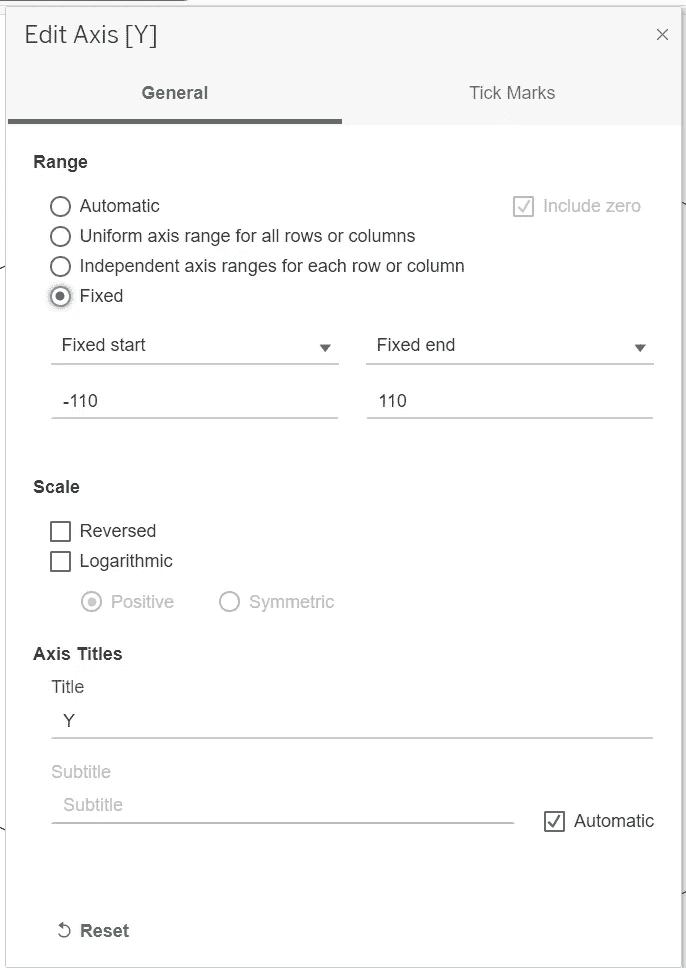 Edit Axis [Y]
General Tick Marks
Range
Automatic Include zero
Uniform axis range for all rows or columns
Independent axis ranges for each row or column
Fixed
Fixed start Fixed end
-110 110
Scale
Reversed
Logarithmic
Positive Symmetric
Axis Titles
Title
Y
Subtitle
Subtitle
Automatic
Reset